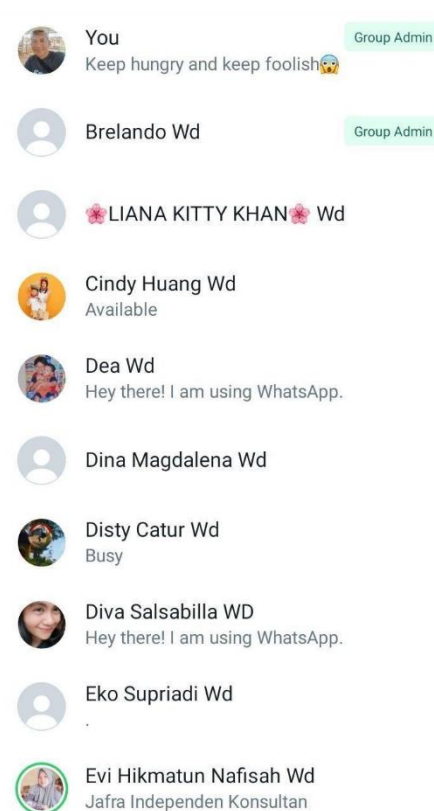 You
Group Admin
Keep hungry and keep foolish😱
Brelando Wd
Group Admin
🌸LIANA KITTY KHAN🌸 Wd
Cindy Huang Wd
Available
Dea Wd
Hey there! I am using WhatsApp.
Dina Magdalena Wd
Disty Catur Wd
Busy
Diva Salsabilla WD
Hey there! I am using WhatsApp.
Eko Supriadi Wd
.
Evi Hikmatun Nafisah Wd
Jafra Independen Konsultan